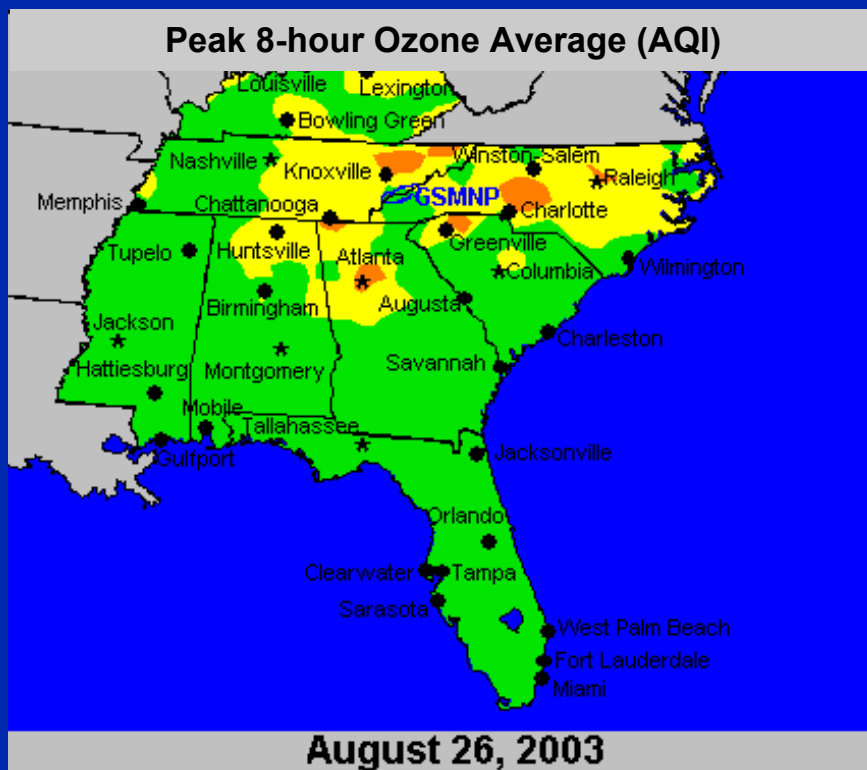 Peak 8-hour Ozone Average (AQI)
Louisville
Lexington
Bowling Green
Nashville
Winston-Salem
Knoxville
Raleigh
GSMNP
Memphis
Chattanooga
Charlotte
Huntsville
Greenville
Tupelo
Atlanta
Columbia
Wilmington
Birmingham
Augusta
Jackson
Charleston
Hattiesburg
Montgomery
Savannah
Mobile
Tallahassee
Gulfport
Jacksonville
Orlando
Clearwater
Tampa
Sarasota
West Palm Beach
Fort Lauderdale
Miami
August 26, 2003